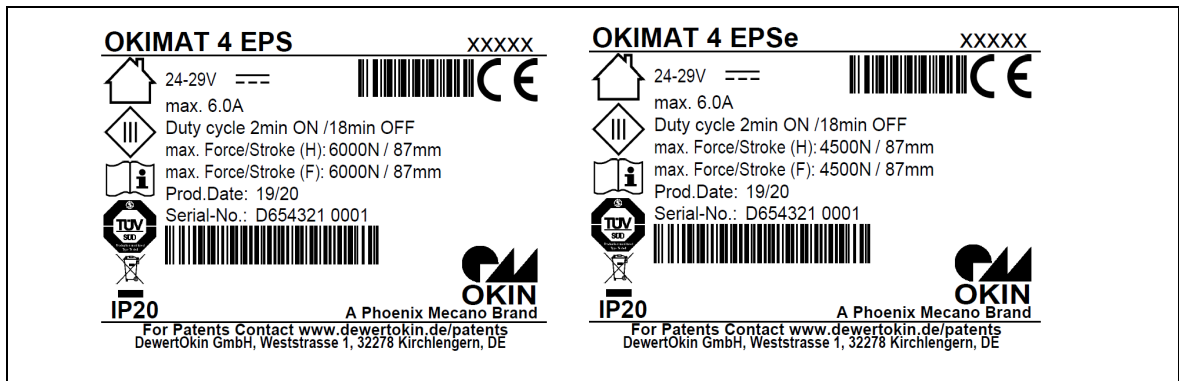 OKIMAT 4 EPS
xxxxx
24-29V
CE
max. 6.0A
Duty cycle 2min ON /18min OFF
III
max. Force/Stroke (H): 6000N / 87mm
max. Force/Stroke (F): 6000N / 87mm
i
Prod.Date: 19/20
Serial-No.: D654321 0001
TÜV
SÜD
OKIN
IP20
A Phoenix Mecano Brand
For Patents Contact www.dewertokin.de/patents
DewertOkin GmbH, Weststrasse 1, 32278 Kirchlengern, DE
OKIMAT 4 EPSe
xxxxx
24-29V
CE
max. 6.0A
Duty cycle 2min ON /18min OFF
III
max. Force/Stroke (H): 4500N / 87mm
max. Force/Stroke (F): 4500N / 87mm
i
Prod.Date: 19/20
Serial-No.: D654321 0001
TÜV
SÜD
OKIN
IP20
A Phoenix Mecano Brand
For Patents Contact www.dewertokin.de/patents
DewertOkin GmbH, Weststrasse 1, 32278 Kirchlengern, DE